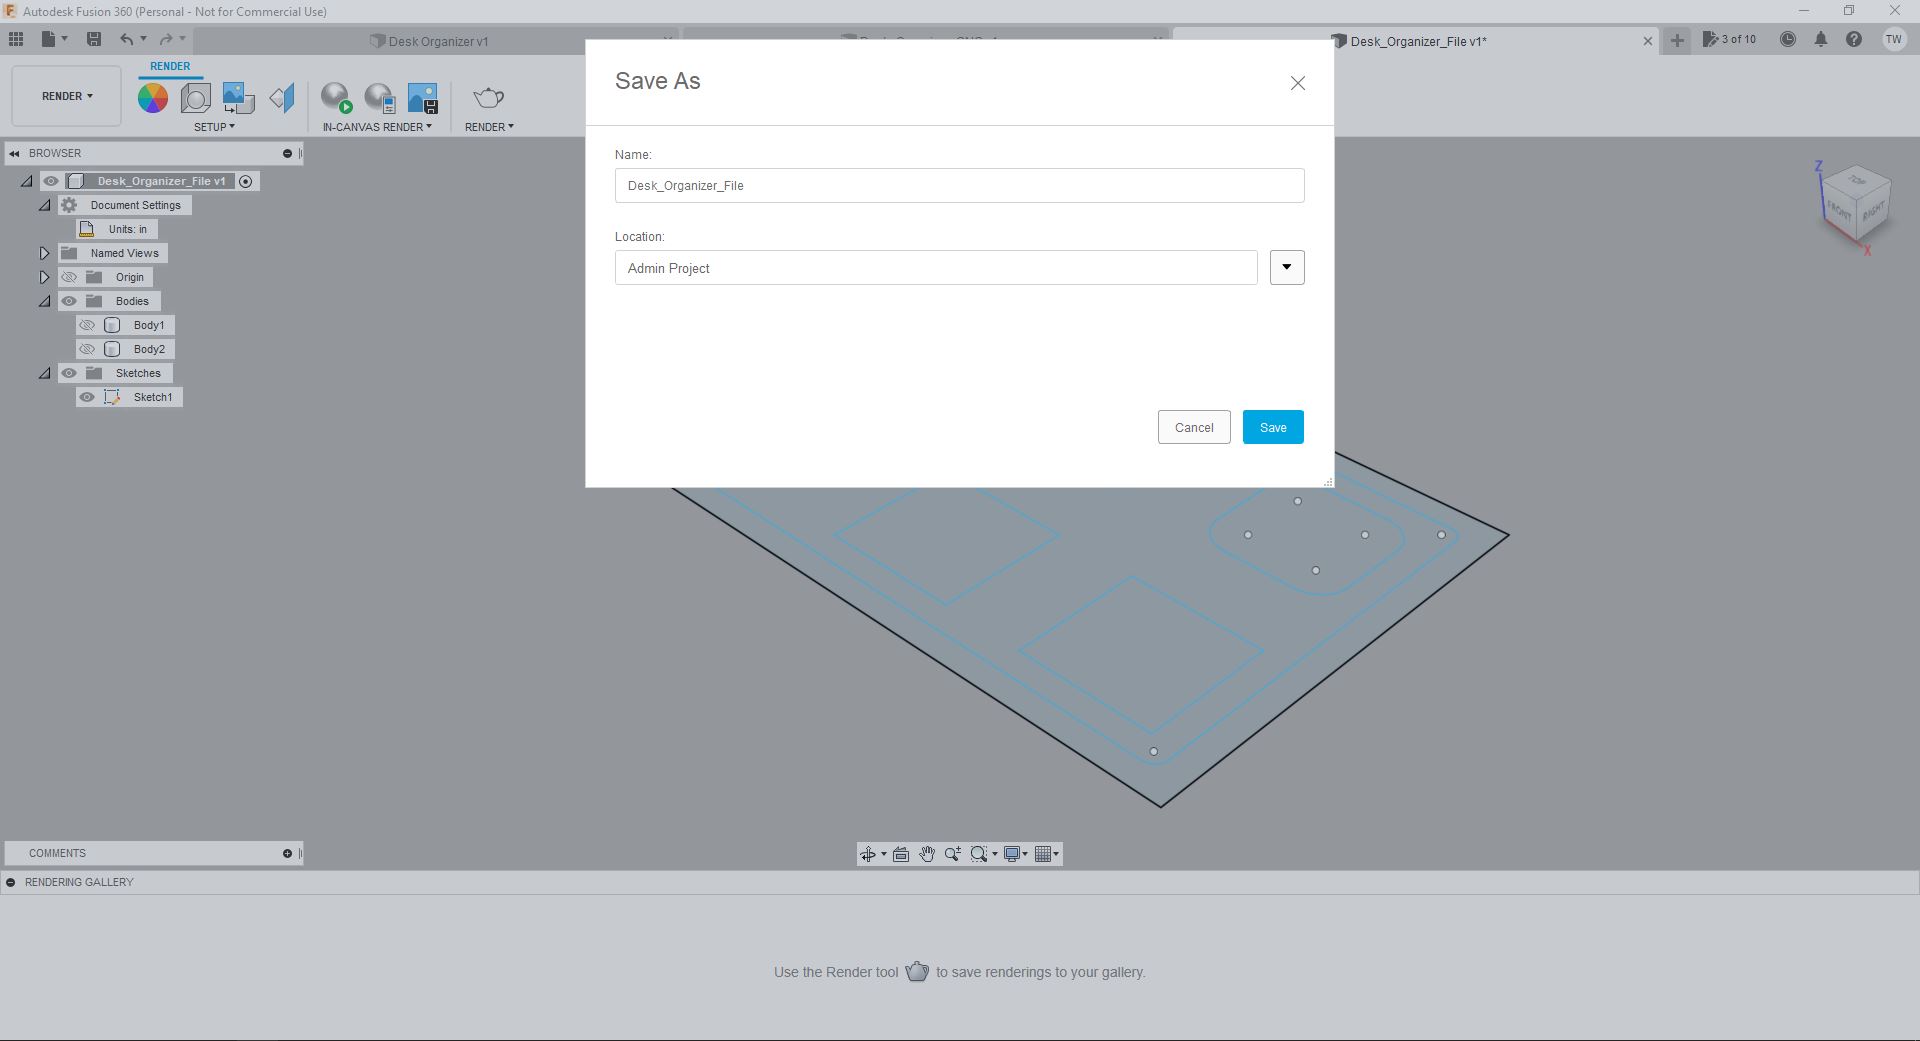 Autodesk Fusion 360 (Personal - Not for Commercial Use)
Desk Organizer v1
Desk_Organizer_File v1*
3 of 10
TW
RENDER
RENDER
SETUP
IN-CANVAS RENDER
RENDER
BROWSER
Desk_Organizer_File v1
Document Settings
Units: in
Named Views
Origin
Bodies
Body1
Body2
Sketches
Sketch1
Save As
Name:
Desk_Organizer_File
Location:
Admin Project
Cancel
Save
Z
TOP
FRONT
RIGHT
X
COMMENTS
RENDERING GALLERY
Use the Render tool to save renderings to your gallery.